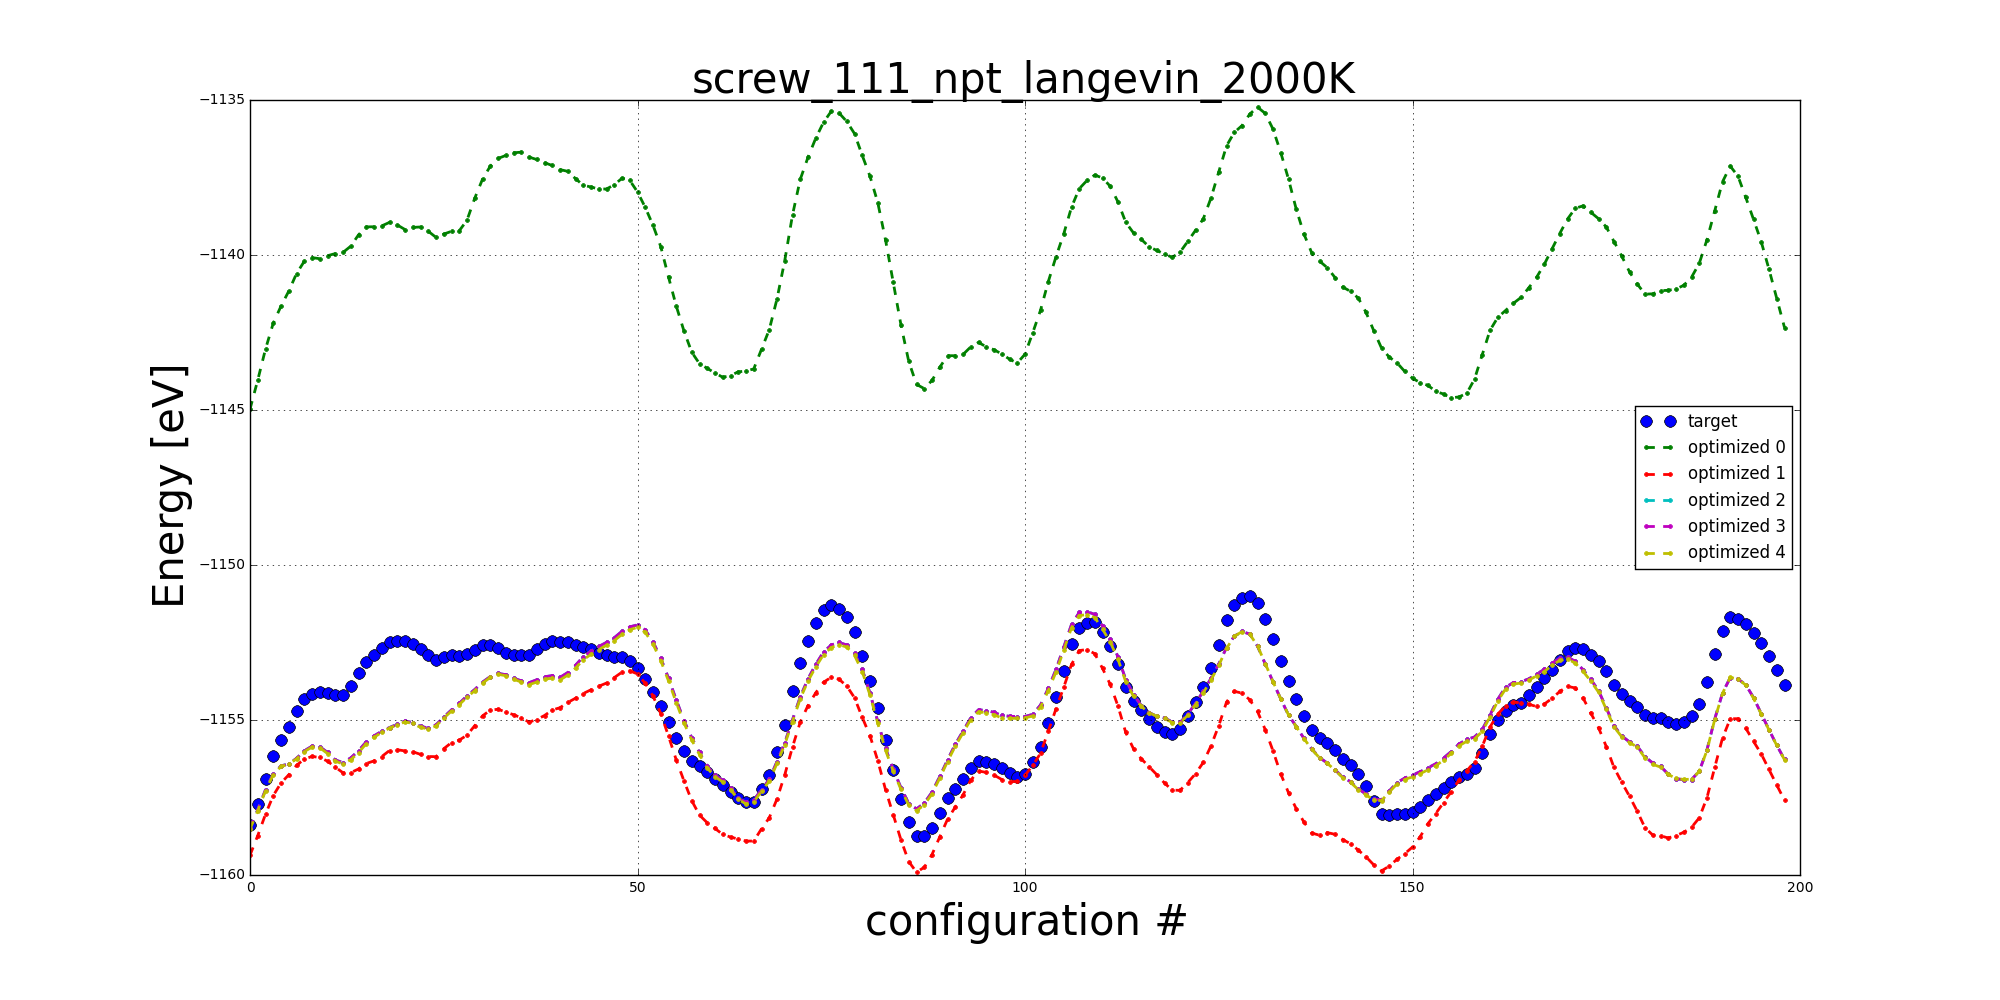 screw_111_npt_langevin_2000K
Energy [eV]
−1135
−1140
−1145
−1150
−1155
−1160
target
optimized 0
optimized 1
optimized 2
optimized 3
optimized 4
0 50 100 150 200
configuration #